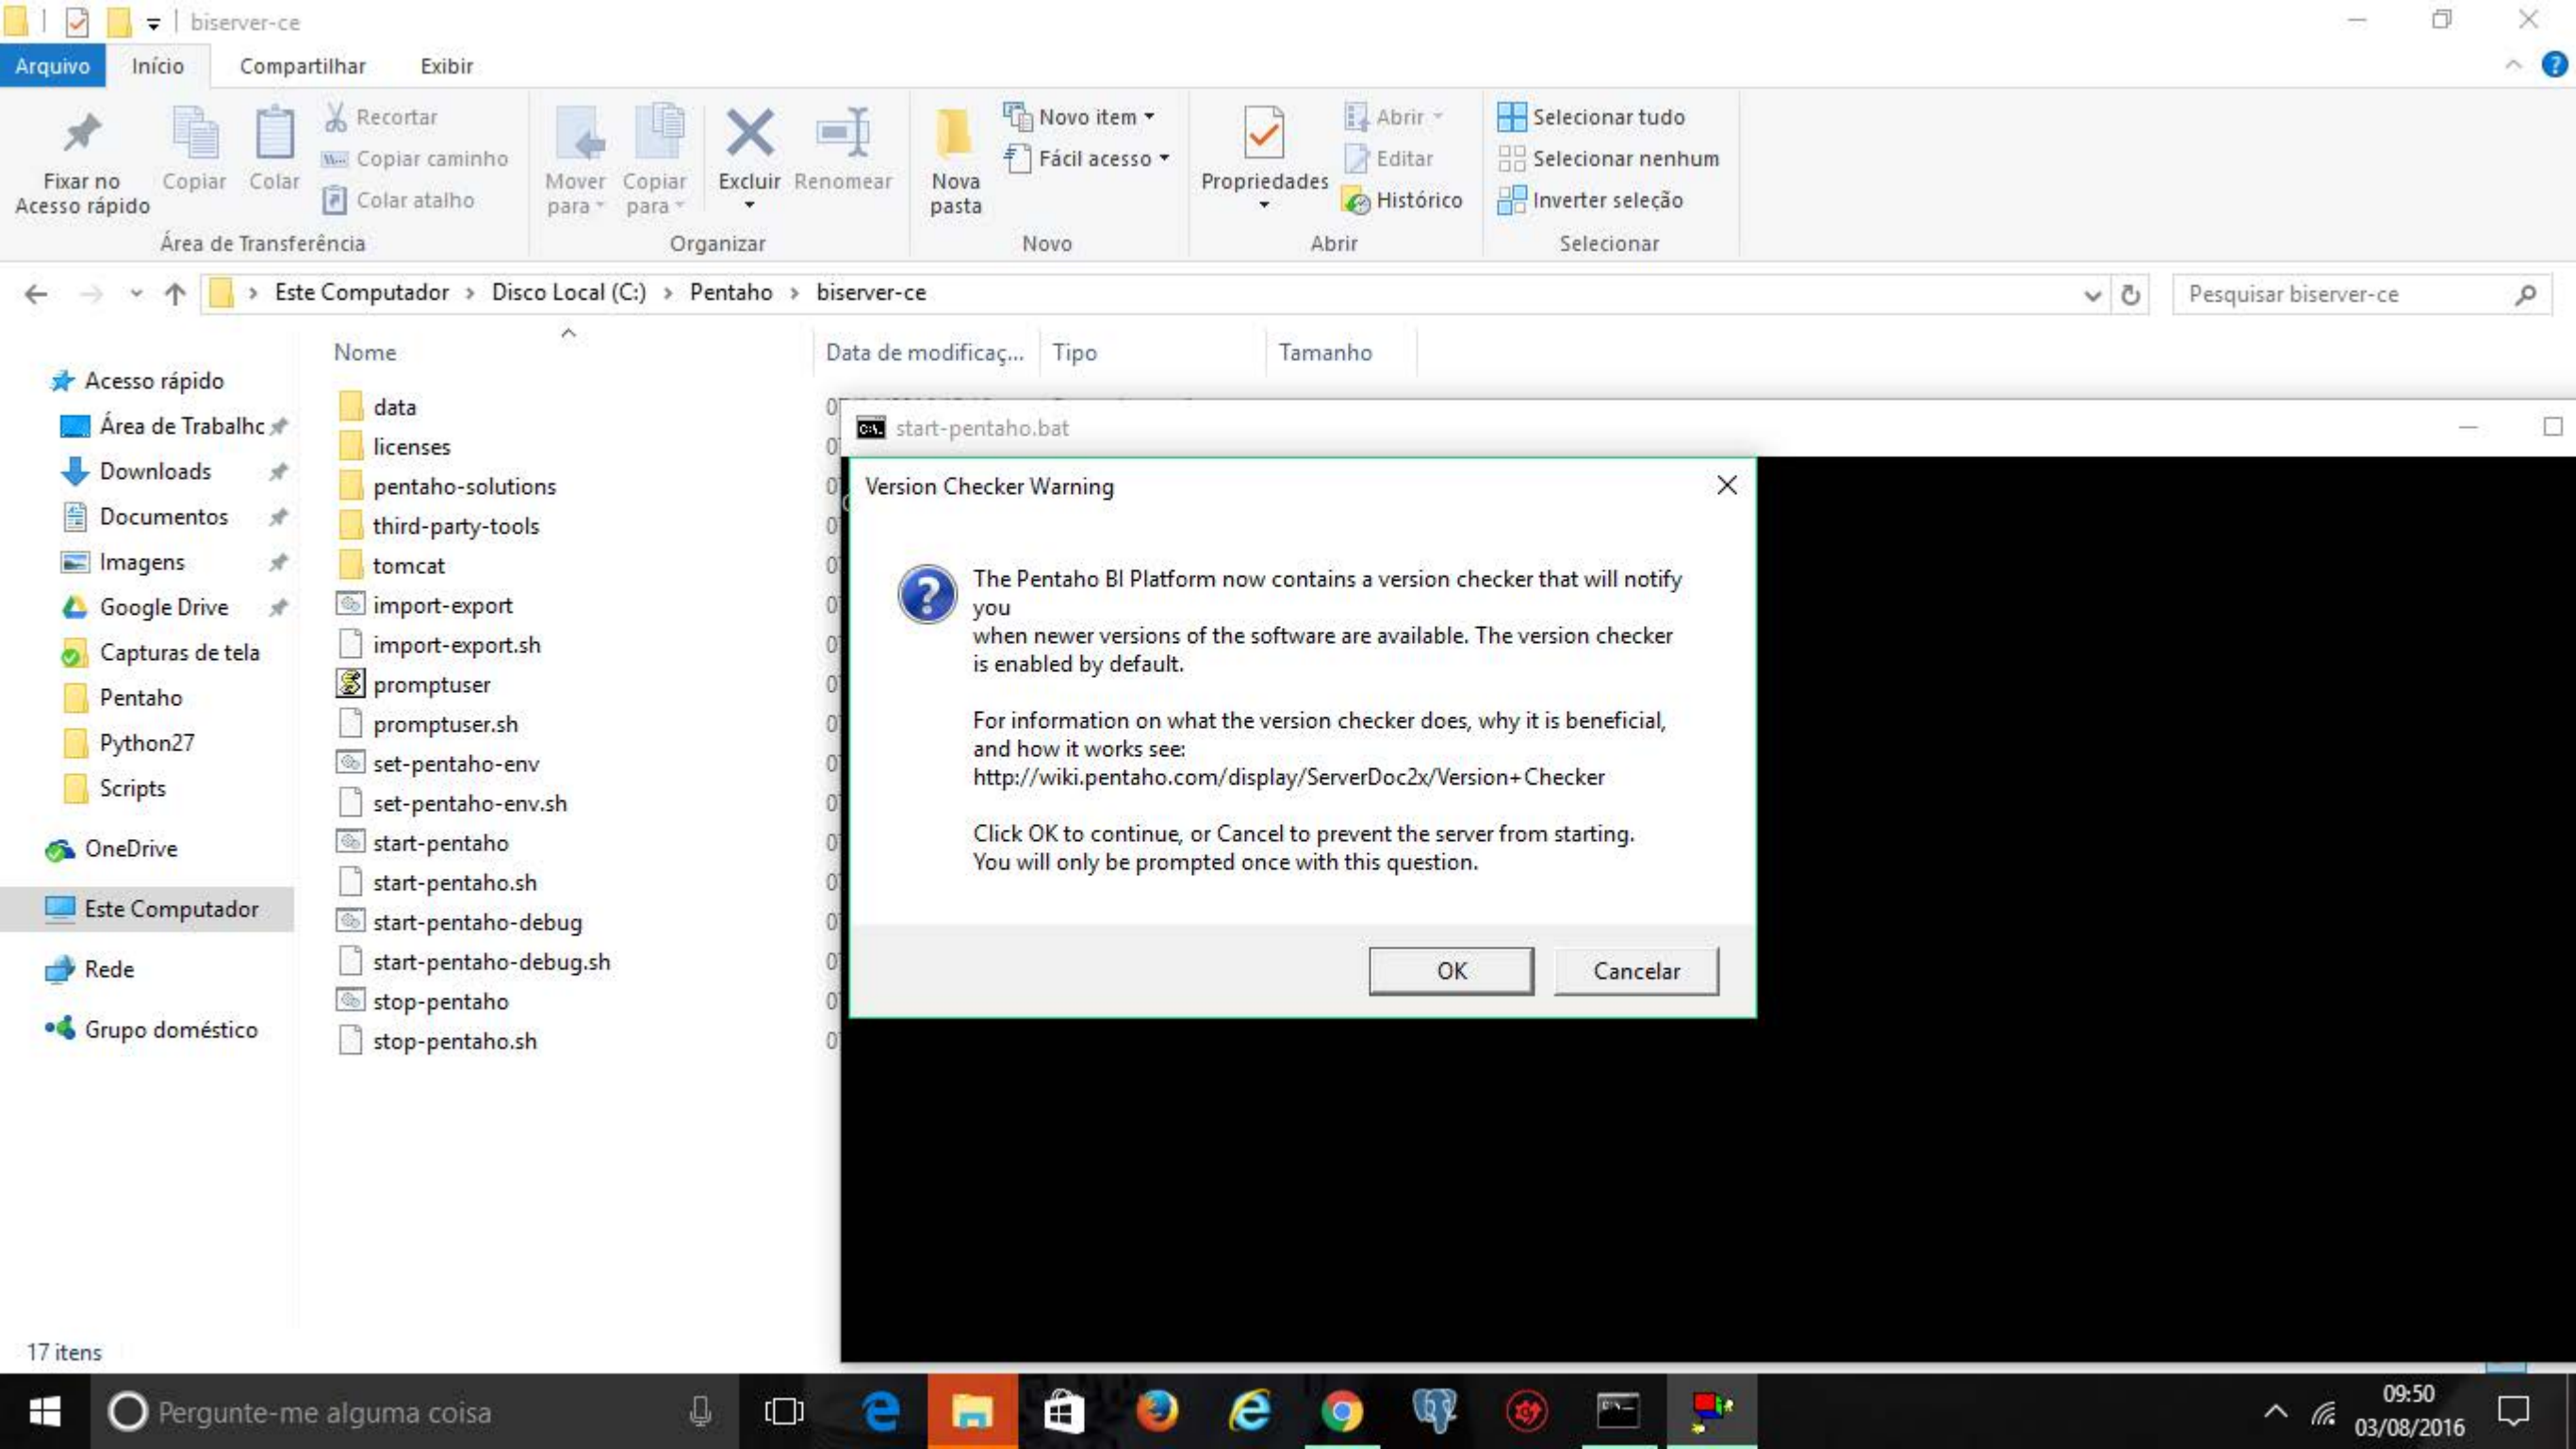 biserver-ce
Arquivo Início Compartilhar Exibir
Fixar no
Acesso rápido
Copiar
Colar
Recortar
Copiar caminho
Colar atalho
Área de Transferência
Mover
para
Copiar
para
Excluir
Renomear
Organizar
Nova
pasta
Novo item
Fácil acesso
Novo
Propriedades
Abrir
Editar
Histórico
Abrir
Selecionar tudo
Selecionar nenhum
Inverter seleção
Selecionar
Este Computador > Disco Local (C:) > Pentaho > biserver-ce
Pesquisar biserver-ce
Nome Data de modificaç... Tipo Tamanho
Acesso rápido
Área de Trabalhc
Downloads
Documentos
Imagens
Google Drive
Capturas de tela
Pentaho
Python27
Scripts
OneDrive
Este Computador
Rede
Grupo doméstico
data
licenses
pentaho-solutions
third-party-tools
tomcat
import-export
import-export.sh
promptuser
promptuser.sh
set-pentaho-env
set-pentaho-env.sh
start-pentaho
start-pentaho.sh
start-pentaho-debug
start-pentaho-debug.sh
stop-pentaho
stop-pentaho.sh
start-pentaho.bat
Version Checker Warning
The Pentaho BI Platform now contains a version checker that will notify
you
when newer versions of the software are available. The version checker
is enabled by default.
For information on what the version checker does, why it is beneficial,
and how it works see:
http://wiki.pentaho.com/display/ServerDoc2x/Version+Checker
Click OK to continue, or Cancel to prevent the server from starting.
You will only be prompted once with this question.
OK Cancelar
17 itens
Pergunte-me alguma coisa
09:50
03/08/2016